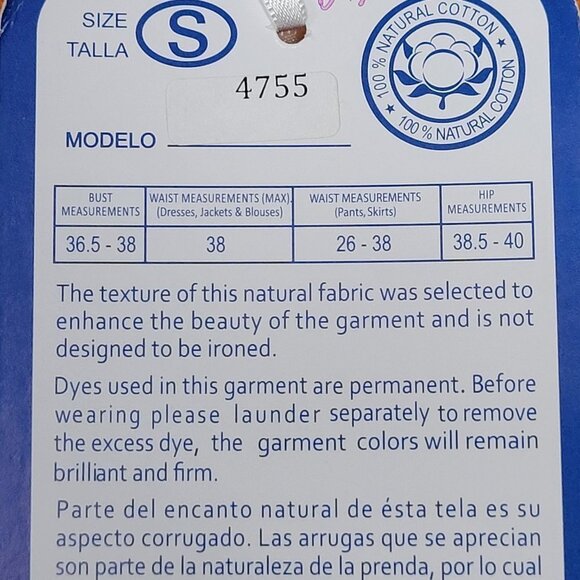 SIZE
TALLA
S
100 % NATURAL COTTON
100 % NATURAL COTTON
4755
MODELO
BUST MEASUREMENTS
WAIST MEASUREMENTS (MAX). (Dresses, Jackets & Blouses)
WAIST MEASUREMENTS (Pants, Skirts)
HIP MEASUREMENTS
36.5 - 38
38
26 - 38
38.5 - 40
The texture of this natural fabric was selected to
enhance the beauty of the garment and is not
designed to be ironed.
Dyes used in this garment are permanent. Before
wearing please launder separately to remove
the excess dye, the garment colors will remain
brilliant and firm.
Parte del encanto natural de ésta tela es su
aspecto corrugado. Las arrugas que se aprecian
son parte de la naturaleza de la prenda, por lo cual